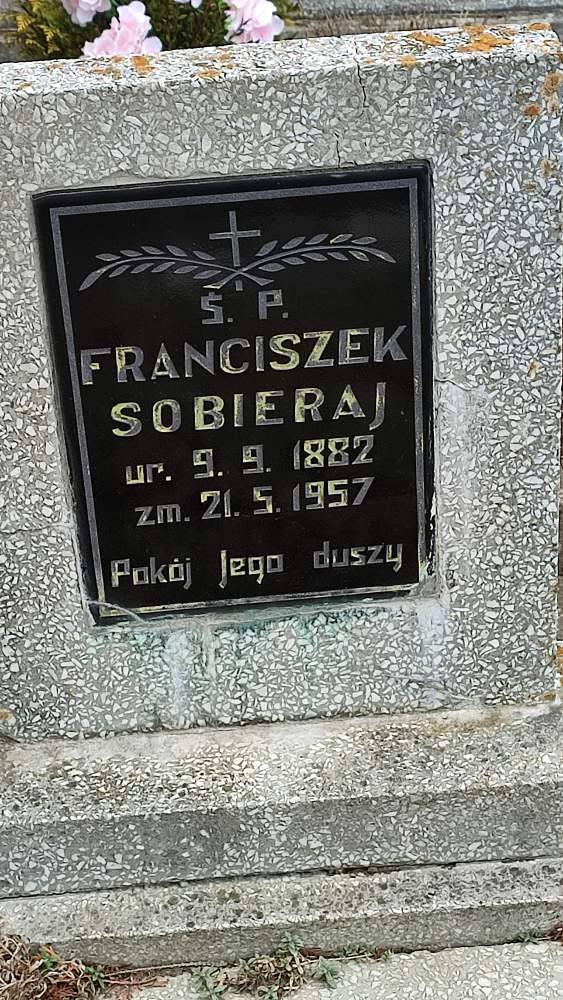 Ś. P.
FRANCISZEK
SOBIERAJ
ur. 9. 9. 1882
zm. 21. 5. 1957
Pokój Jego duszy